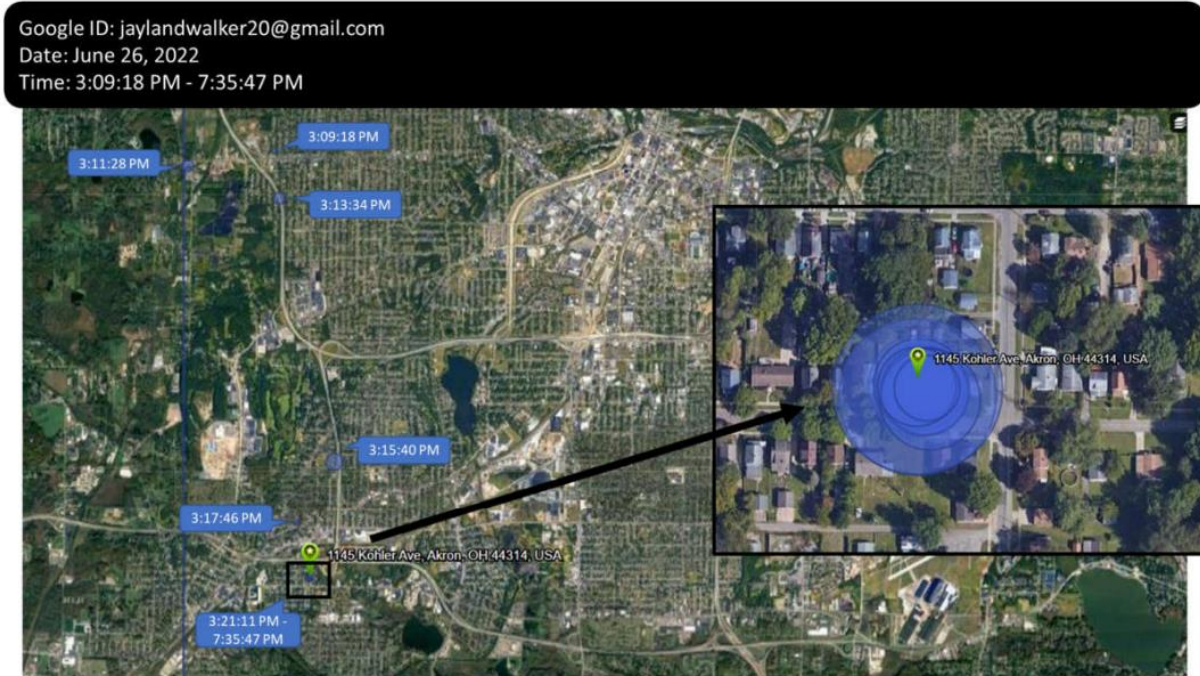 Google ID: jaylandwalker20@gmail.com
Date: June 26, 2022
Time: 3:09:18 PM - 7:35:47 PM
3:09:18 PM
3:11:28 PM
3:13:34 PM
1145 Kohler Ave, Akron, OH 44314, USA
3:15:40 PM
3:17:46 PM
1145 Kohler Ave, Akron, OH 44314, USA
3:21:11 PM -
7:35:47 PM